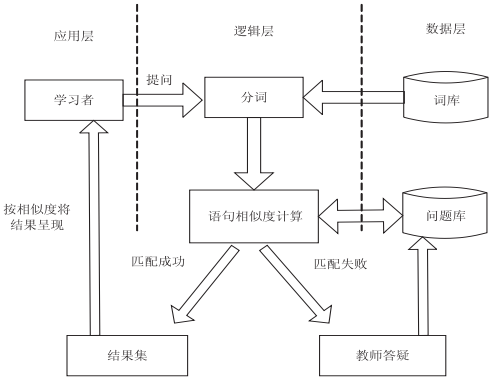 应用层
逻辑层
数据层
提问
学习者
分词
词库
按相似度将
结果呈现
语句相似度计算
问题库
匹配成功
匹配失败
结果集
教师答疑